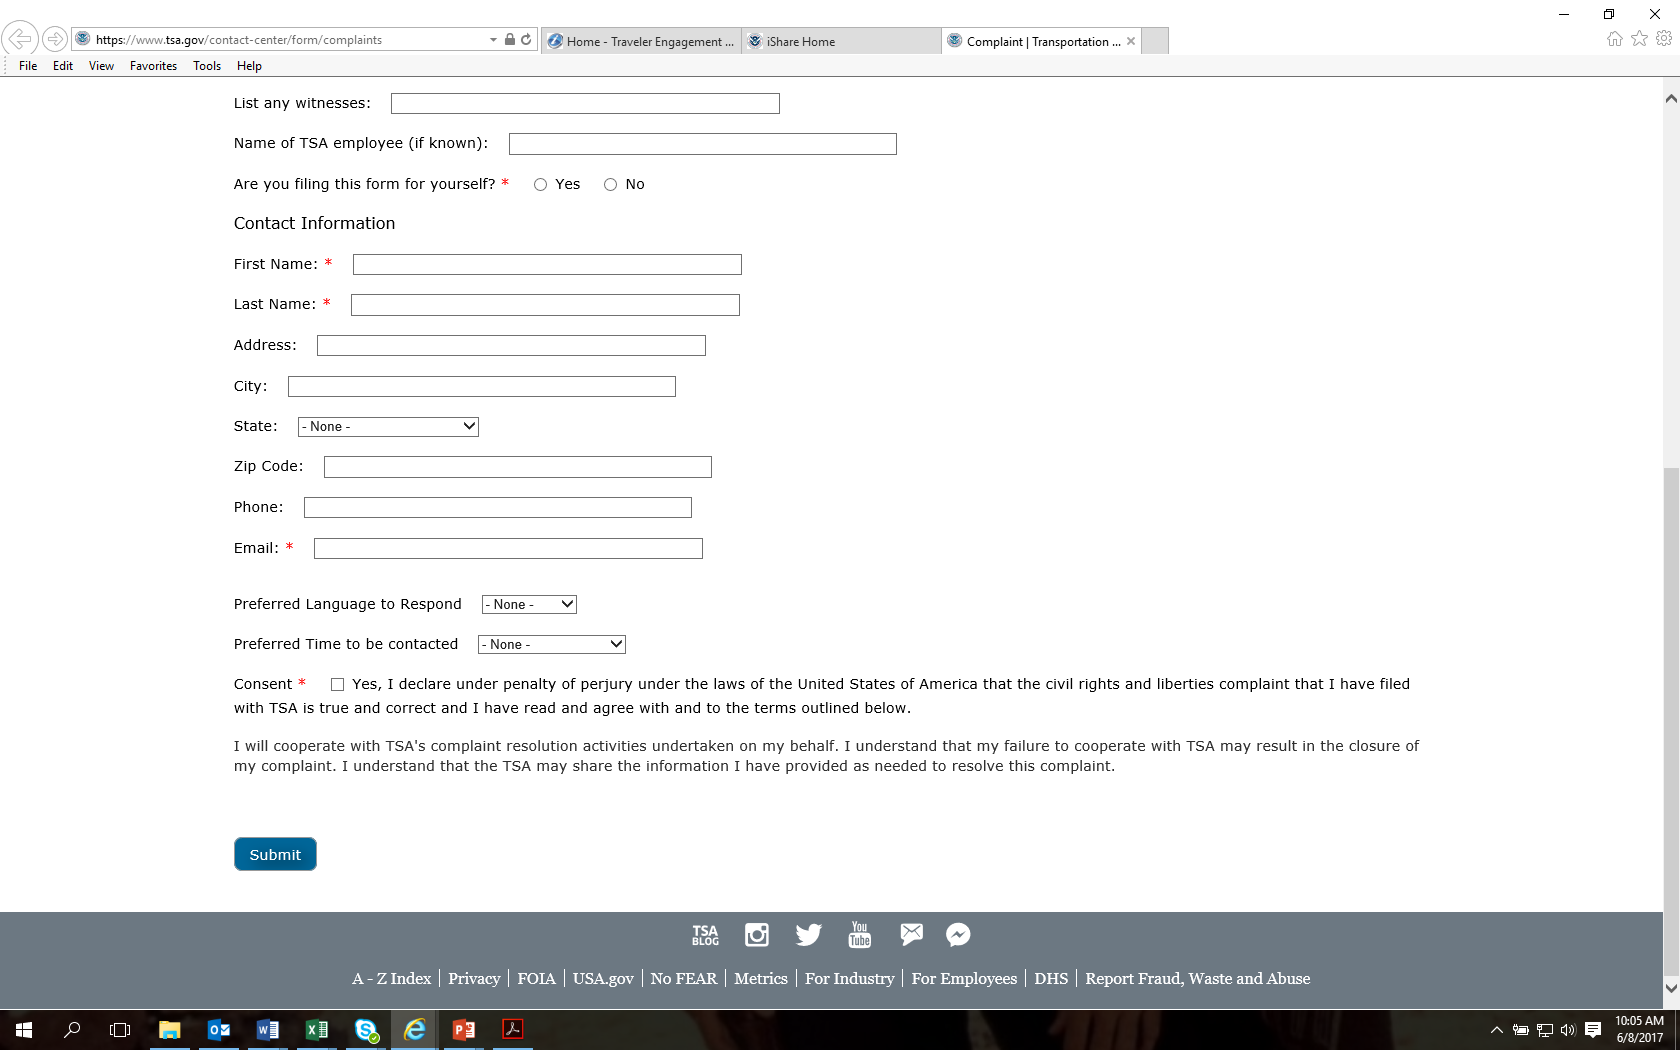 https://www.tsa.gov/contact-center/form/complaints
Home - Traveler Engagement ...
iShare Home
Complaint | Transportation ...
File Edit View Favorites Tools Help
List any witnesses:
Name of TSA employee (if known):
Are you filing this form for yourself? * Yes No
Contact Information
First Name: *
Last Name: *
Address:
City:
State: - None -
Zip Code:
Phone:
Email: *
Preferred Language to Respond - None -
Preferred Time to be contacted - None -
Consent * Yes, I declare under penalty of perjury under the laws of the United States of America that the civil rights and liberties complaint that I have filed
with TSA is true and correct and I have read and agree with and to the terms outlined below.
I will cooperate with TSA's complaint resolution activities undertaken on my behalf. I understand that my failure to cooperate with TSA may result in the closure of
my complaint. I understand that the TSA may share the information I have provided as needed to resolve this complaint.
Submit
TSA
BLOG
You
Tube
A - Z Index | Privacy | FOIA | USA.gov | No FEAR | Metrics | For Industry | For Employees | DHS | Report Fraud, Waste and Abuse
10:05 AM
6/8/2017